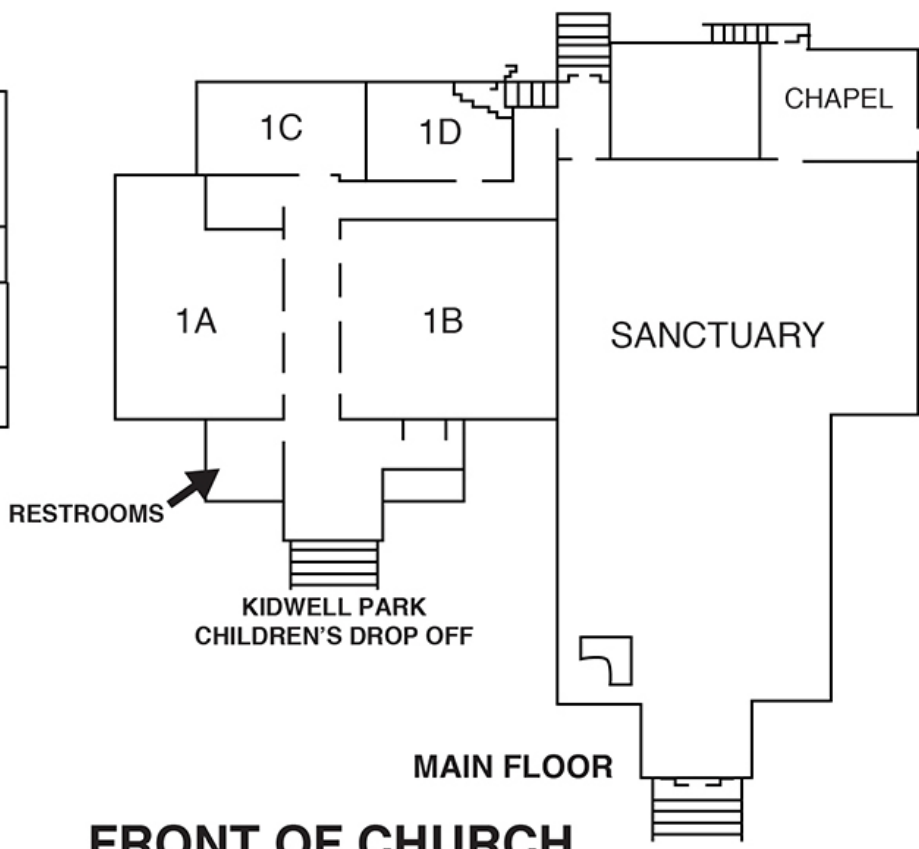 CHAPEL
1C
1D
1A
1B
SANCTUARY
RESTROOMS
KIDWELL PARK
CHILDREN'S DROP OFF
MAIN FLOOR
FRONT OF CHURCH